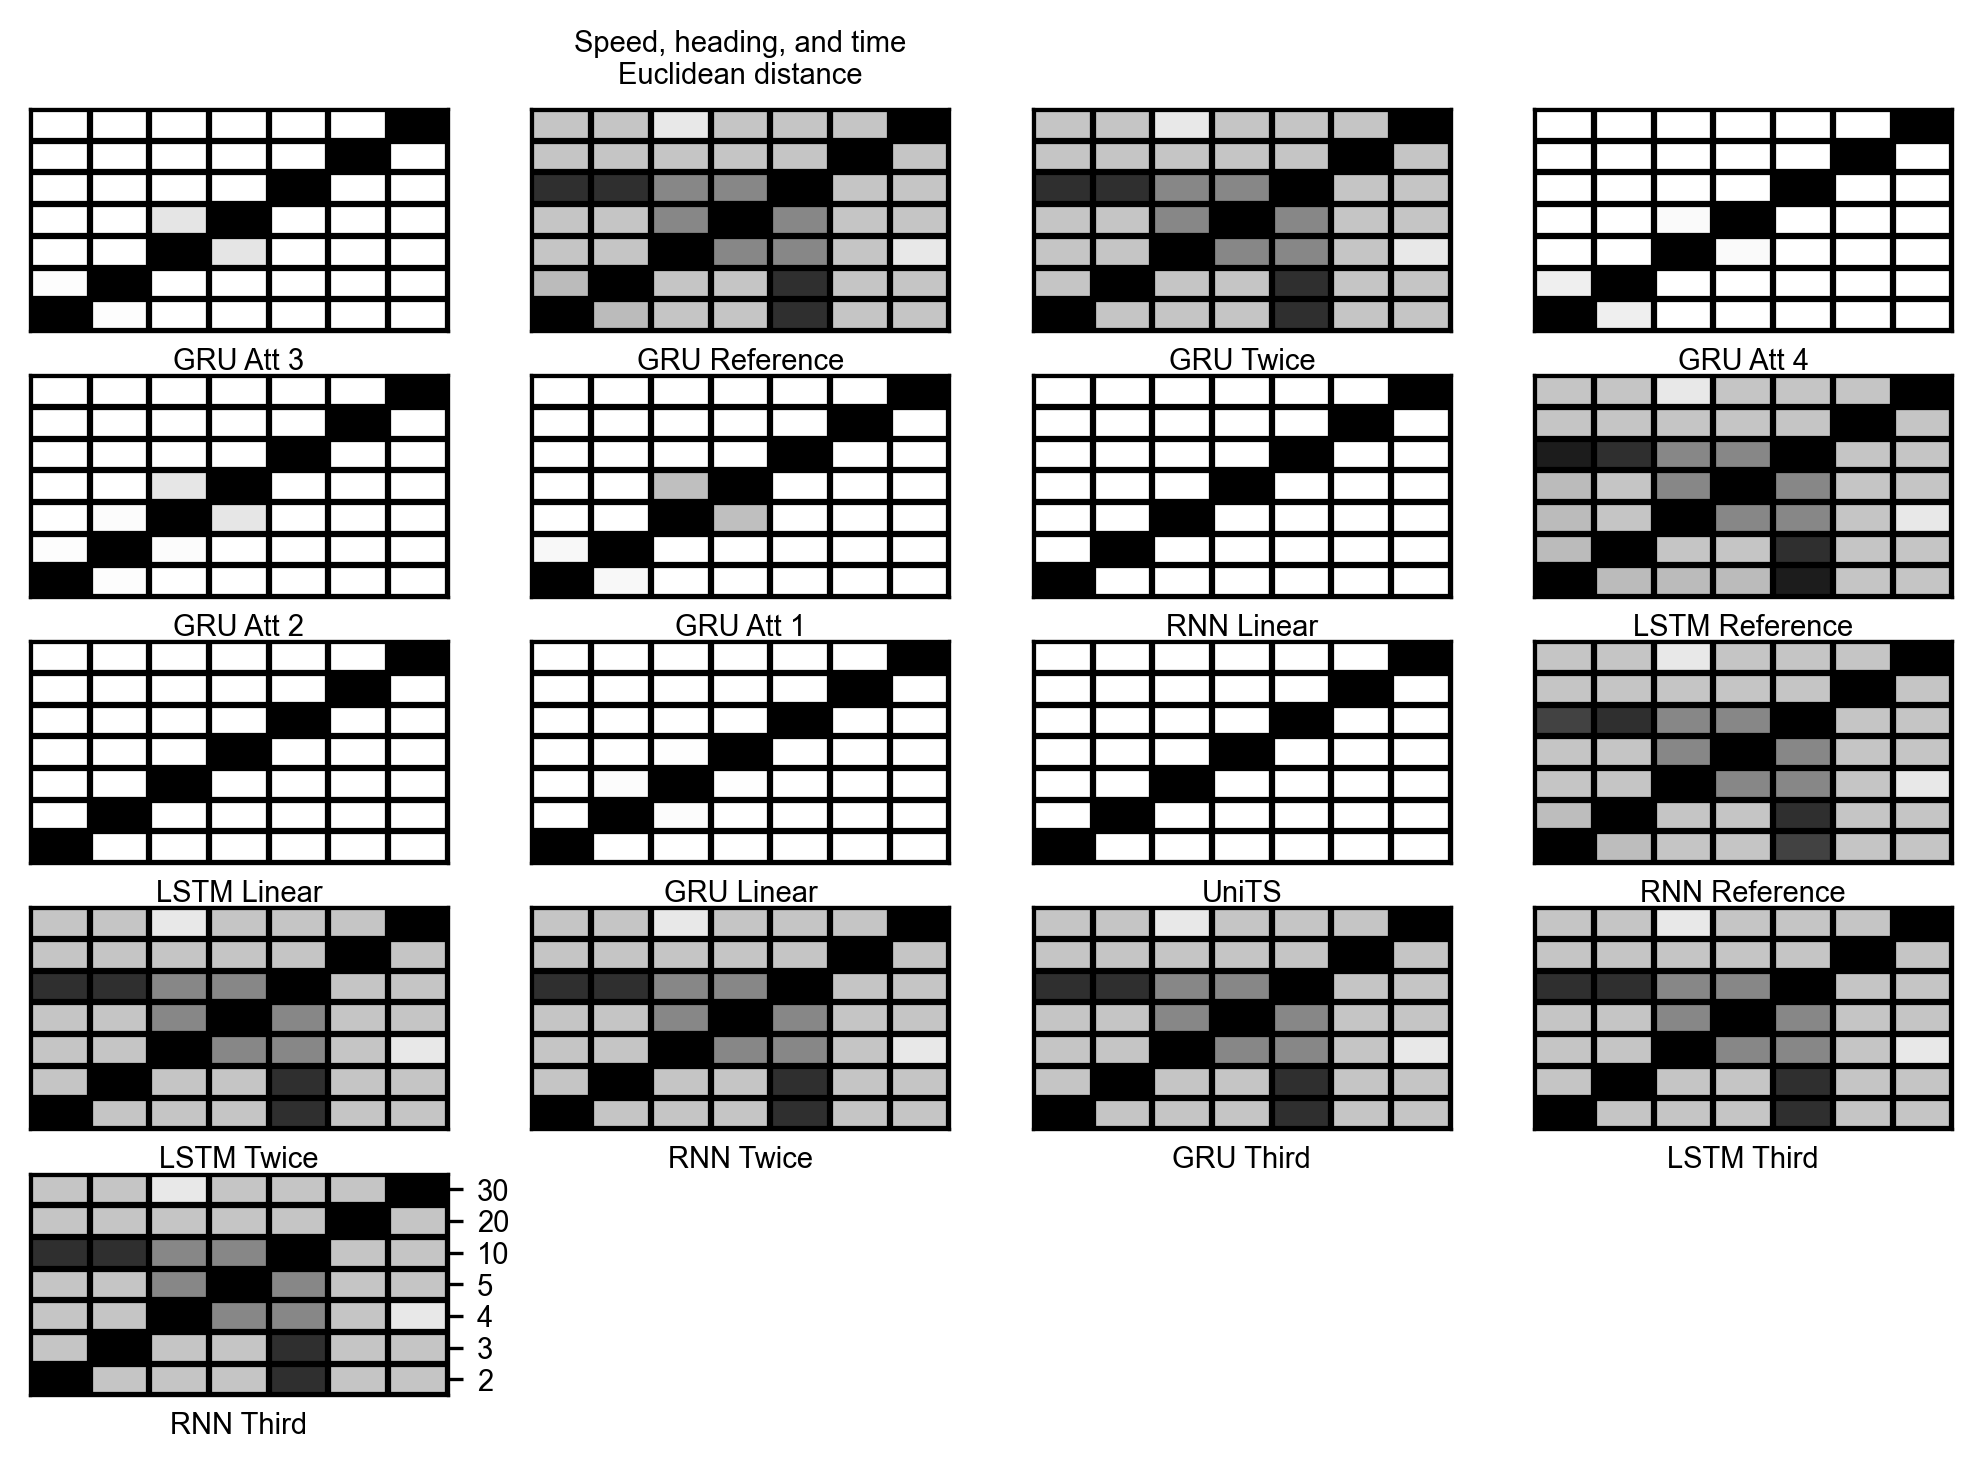 Speed, heading, and time
Euclidean distance
GRU Att 3
GRU Reference
GRU Twice
GRU Att 4
GRU Att 2
GRU Att 1
RNN Linear
LSTM Reference
LSTM Linear
GRU Linear
UniTS
RNN Reference
LSTM Twice
RNN Twice
GRU Third
LSTM Third
30
20
10
5
4
3
2
RNN Third